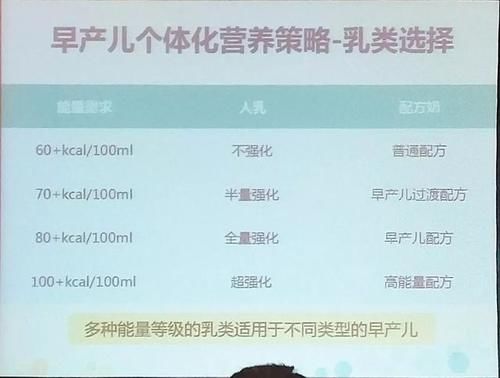 早产儿个体化营养策略-乳类选择
能量需求 人乳 配方奶
60+kcal/100ml 不强化 普通配方
70+kcal/100ml 半量强化 早产儿过渡配方
80+kcal/100ml 全量强化 早产儿配方
100+kcal/100ml 超强化 高能量配方
多种能量等级的乳类适用于不同类型的早产儿